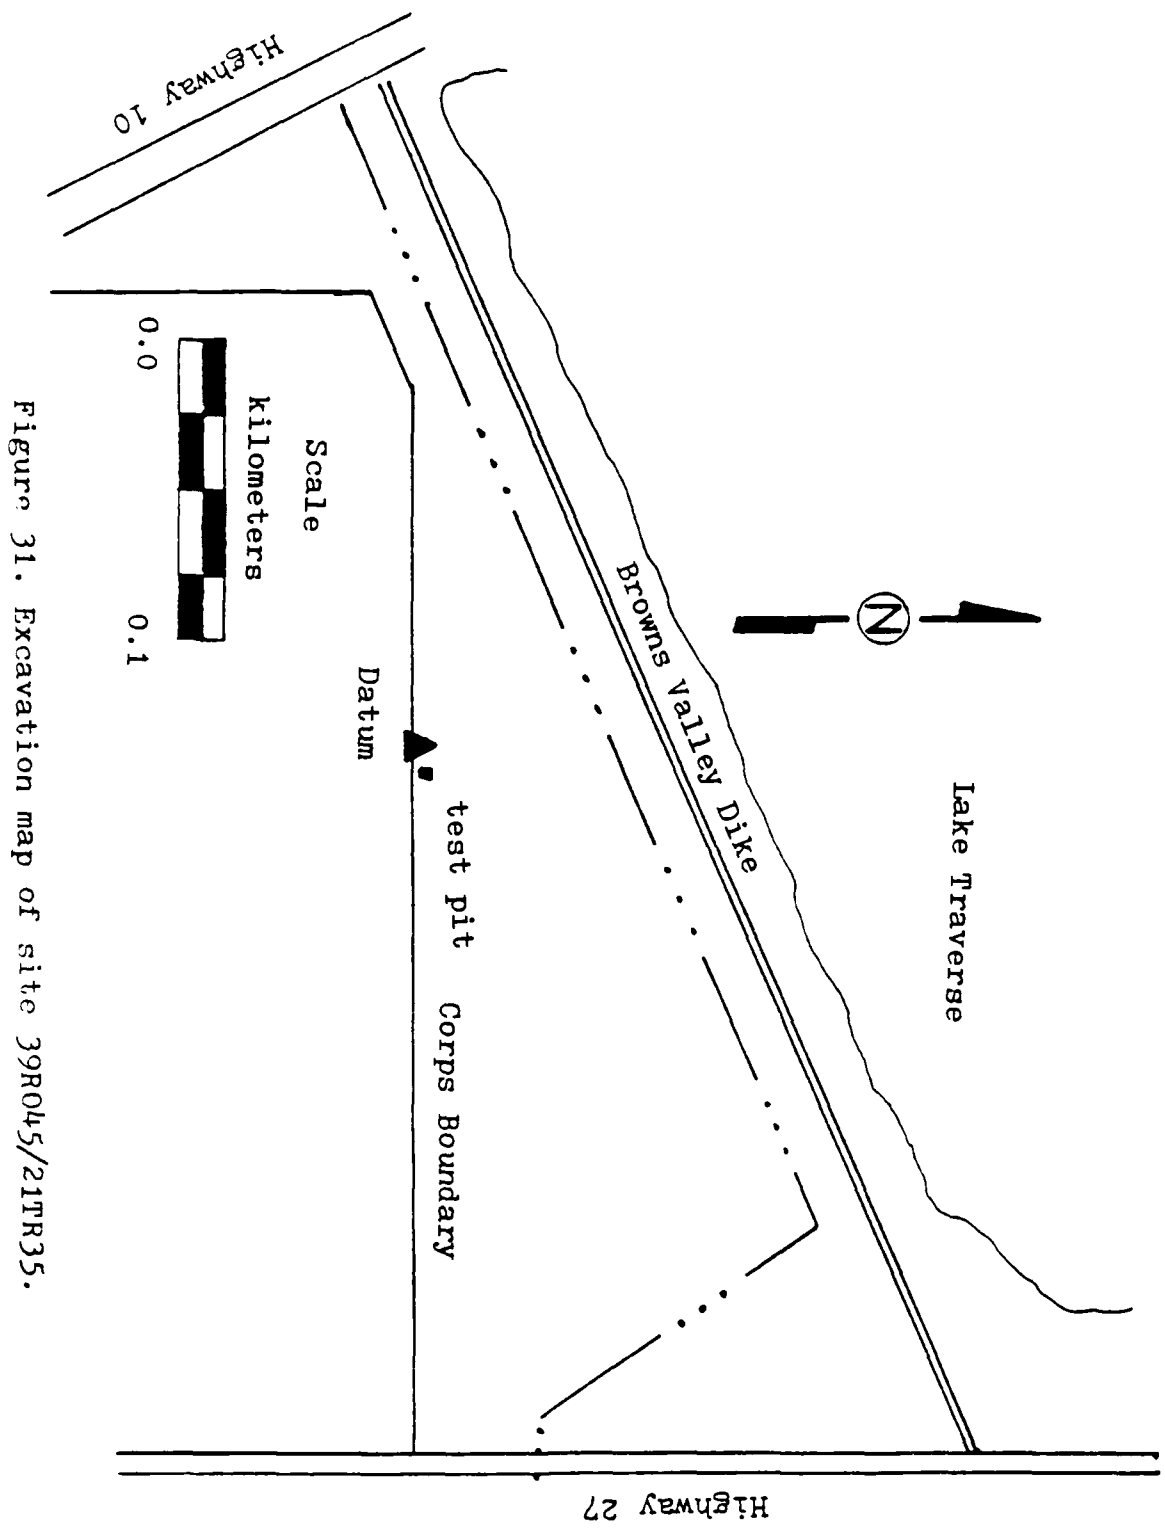 Highway 10
Lake Traverse
N
Browns Valley Dike
test pit
Corps Boundary
Datum
Scale
kilometers
0.0
0.1
Highway 27
Figure 31. Excavation map of site 39RO45/21TR35.